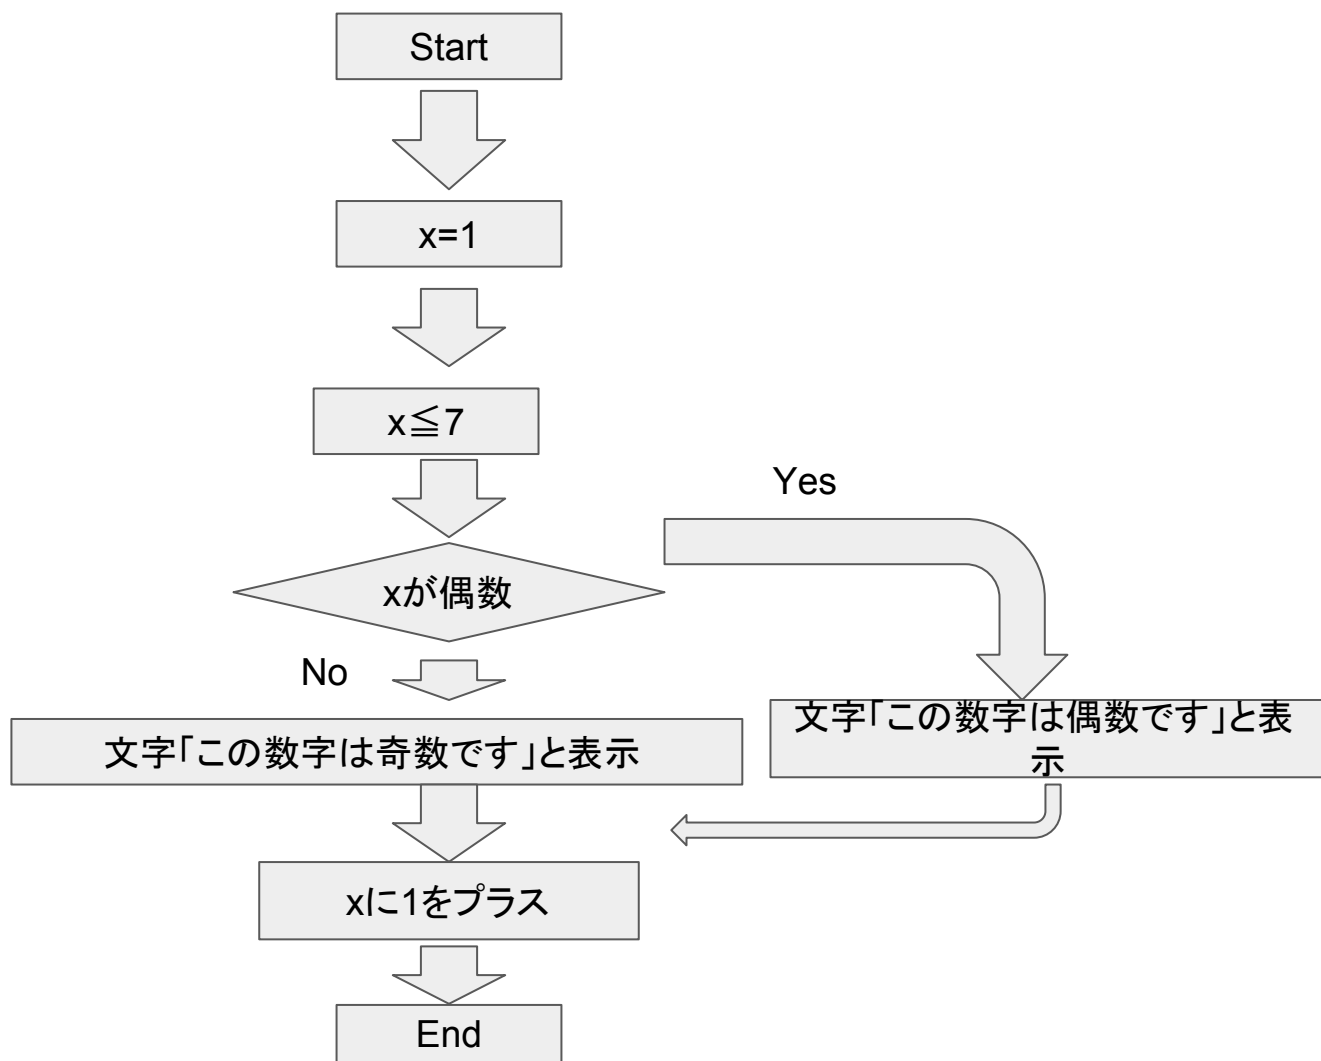 Start
x=1
x≦7
Yes
xが偶数
No
文字「この数字は奇数です」と表示
文字「この数字は偶数です」と表
示
xに1をプラス
End